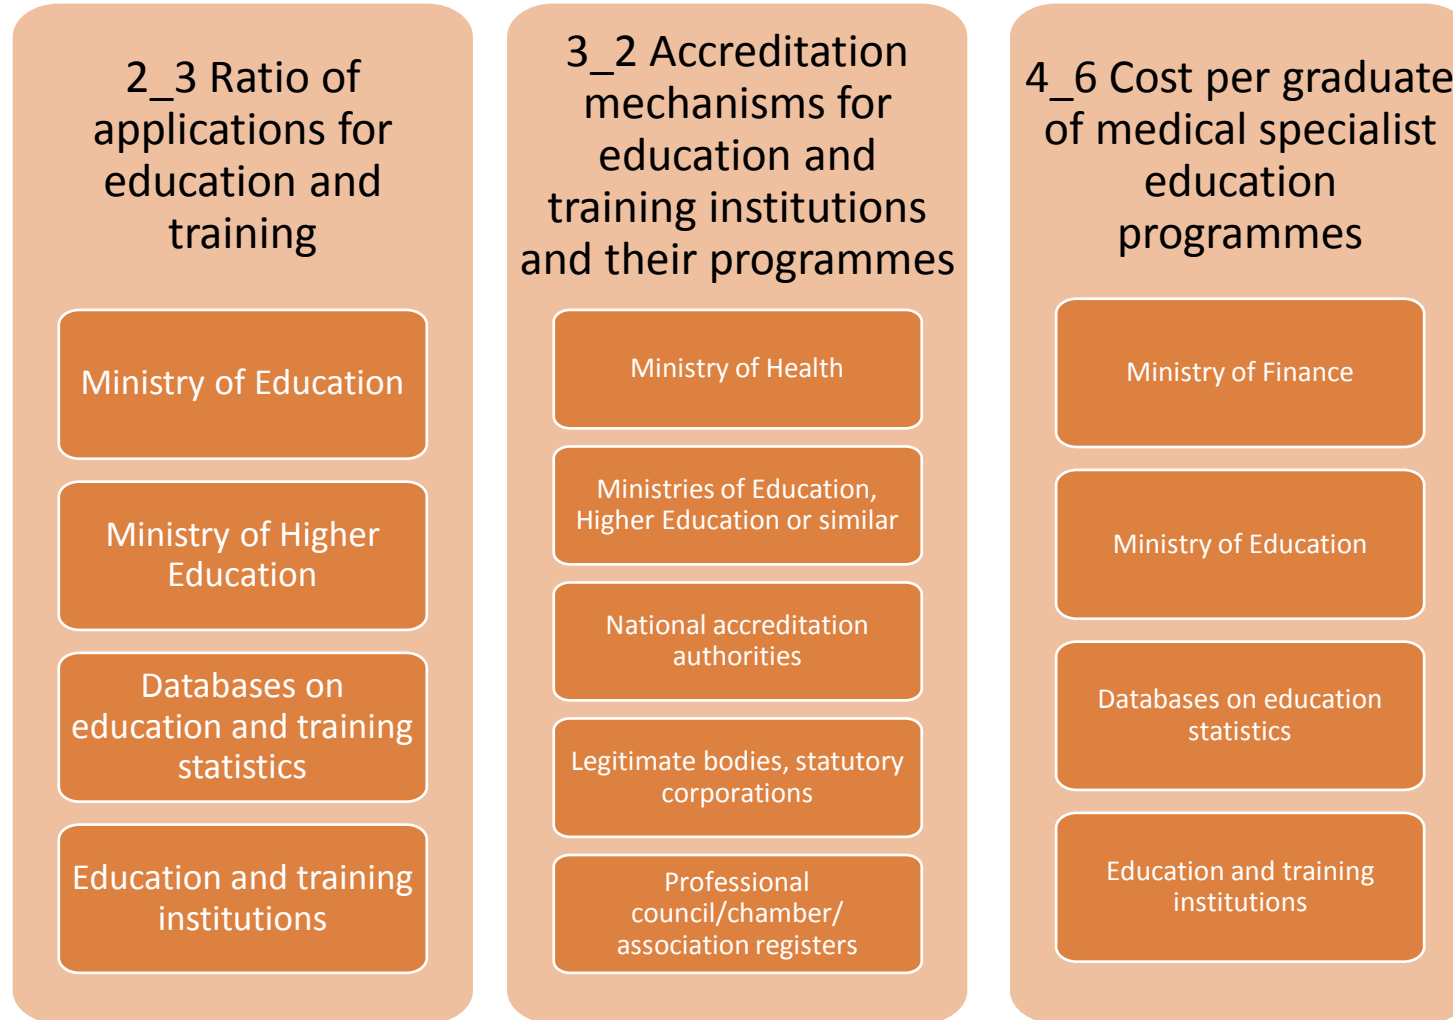 2_3 Ratio of
applications for
education and
training
Ministry of Education
Ministry of Higher
Education
Databases on
education and training
statistics
Education and training
institutions
3_2 Accreditation
mechanisms for
education and
training institutions
and their programmes
Ministry of Health
Ministries of Education,
Higher Education or similar
National accreditation
authorities
Legitimate bodies, statutory
corporations
Professional
council/chamber/
association registers
4_6 Cost per graduate
of medical specialist
education
programmes
Ministry of Finance
Ministry of Education
Databases on education
statistics
Education and training
institutions